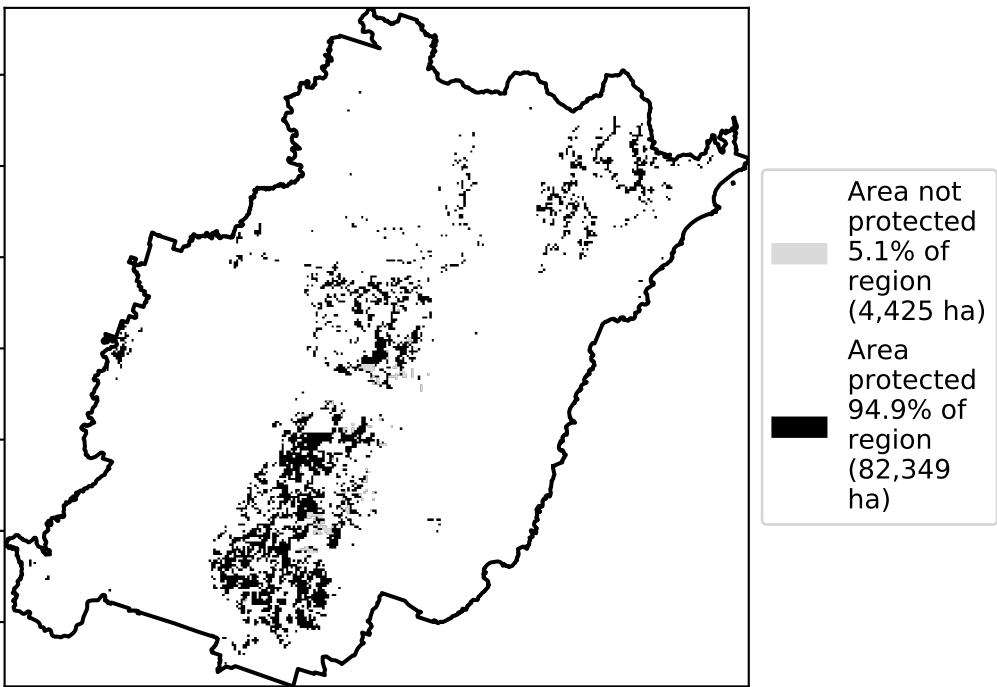 Area not
protected
5.1% of
region
(4,425 ha)
Area
protected
94.9% of
region
(82,349
ha)